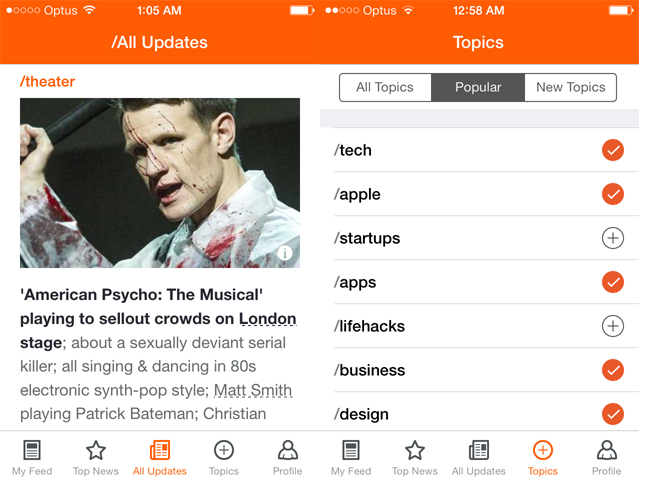 Optus 1:05 AM
/All Updates
/theater
i
'American Psycho: The Musical'
playing to sellout crowds on London
stage; about a sexually deviant serial
killer; all singing & dancing in 80s
electronic synth-pop style; Matt Smith
playing Patrick Bateman; Christian
My Feed Top News All Updates Topics Profile
Optus 12:58 AM
Topics
All Topics Popular New Topics
/tech
/apple
/startups
/apps
/lifehacks
/business
/design
My Feed Top News All Updates Topics Profile